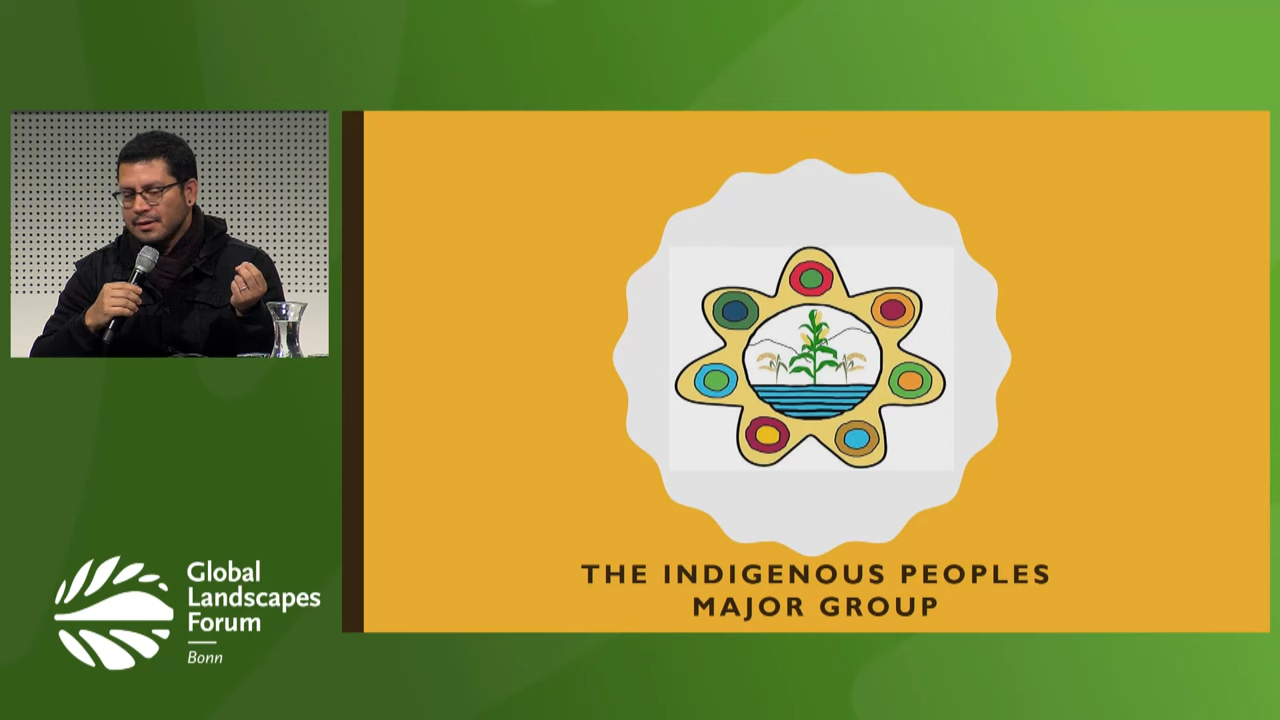 THE INDIGENOUS PEOPLES
MAJOR GROUP
Global
Landscapes
Forum
Bonn